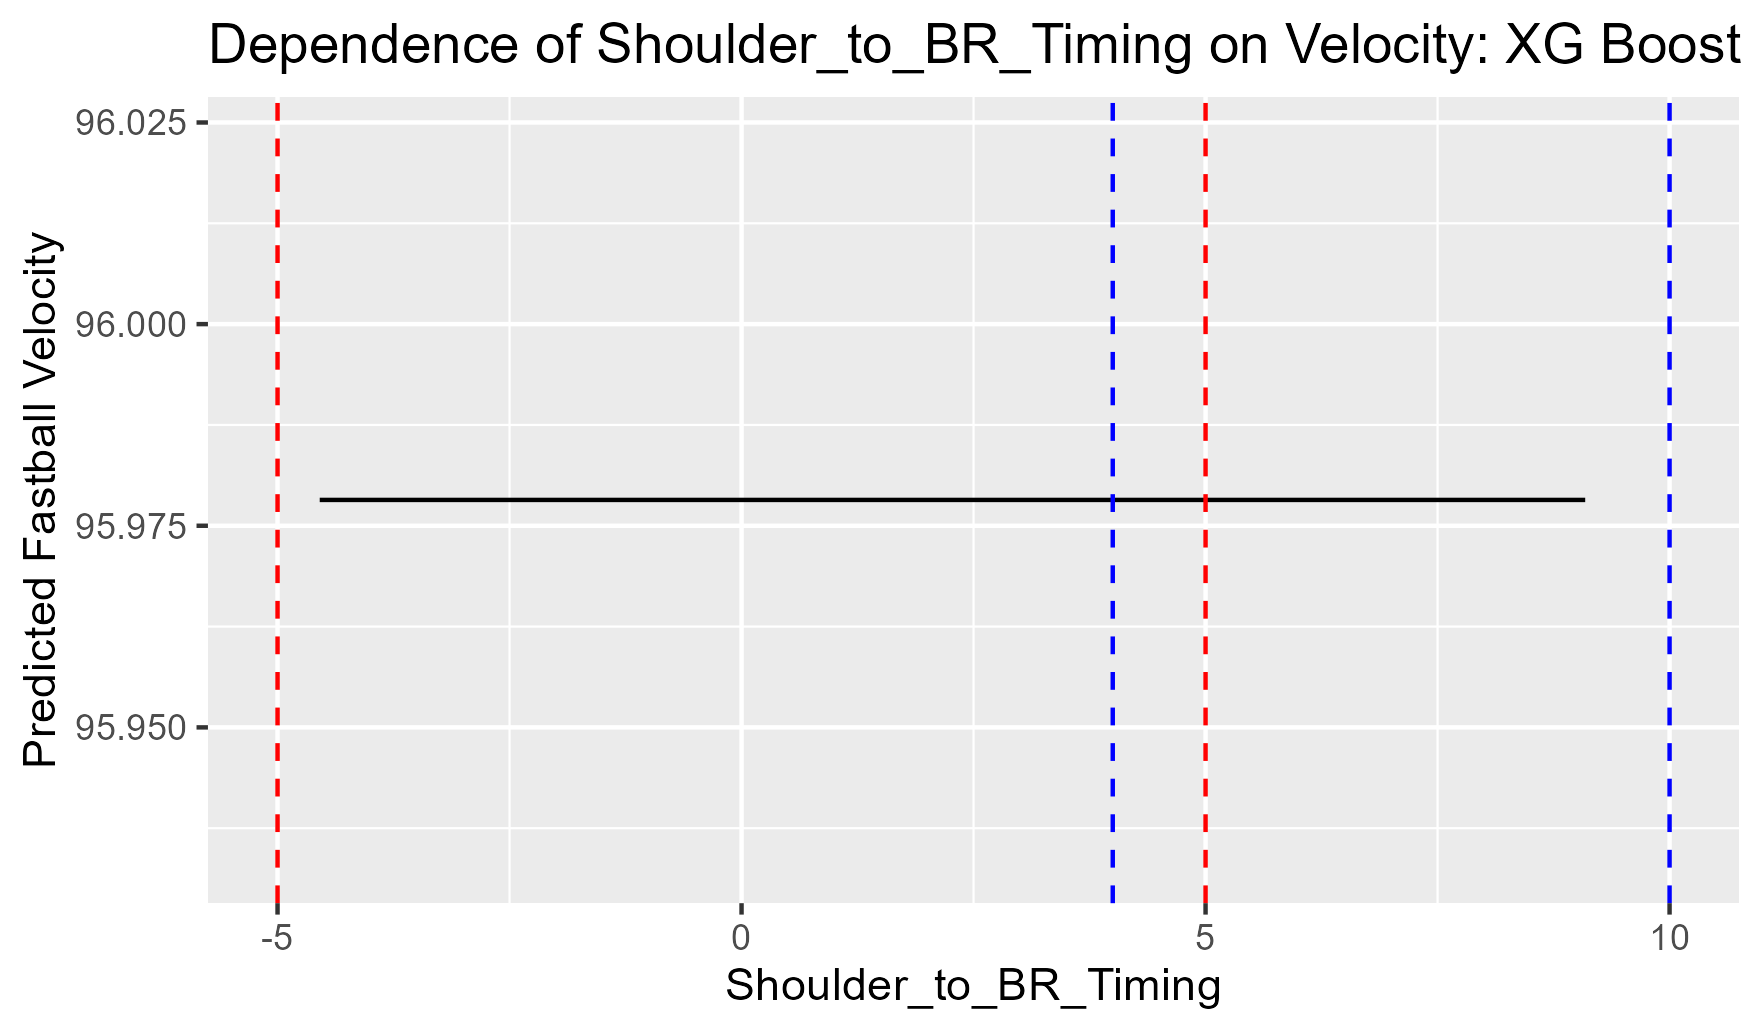 Dependence of Shoulder_to_BR_Timing on Velocity: XG Boost
Predicted Fastball Velocity
96.025
96.000
95.975
95.950
-5 0 5 10
Shoulder_to_BR_Timing